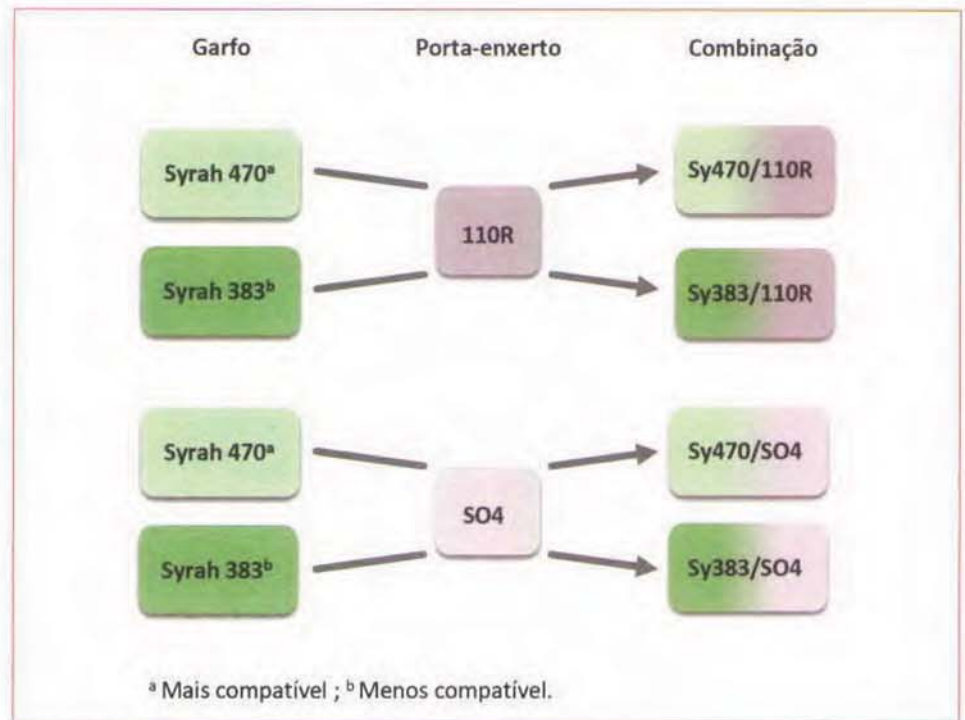 Garfo Porta-enxerto Combinação
Syrah 470ᵃ Sy470/110R
110R
Syrah 383ᵇ Sy383/110R
Syrah 470ᵃ Sy470/SO4
SO4
Syrah 383ᵇ Sy383/SO4
ᵃ Mais compatível ; ᵇ Menos compatível.